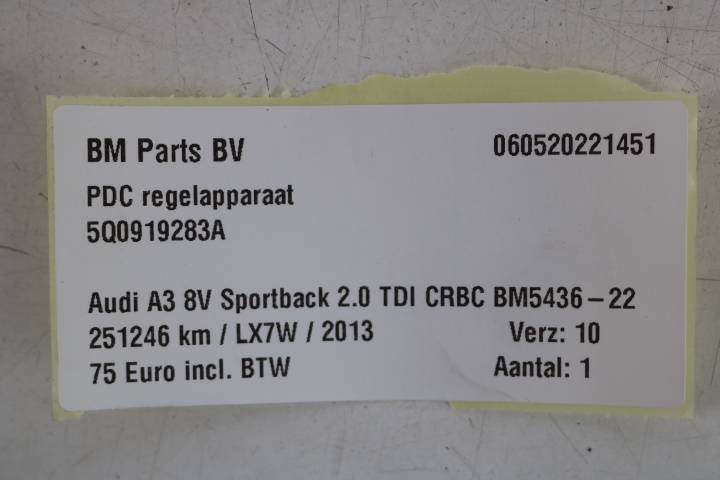 BM Parts BV 060520221451
PDC regelapparaat
5Q0919283A
Audi A3 8V Sportback 2.0 TDI CRBC BM5436-22
251246 km / LX7W / 2013 Verz: 10
75 Euro incl. BTW Aantal: 1